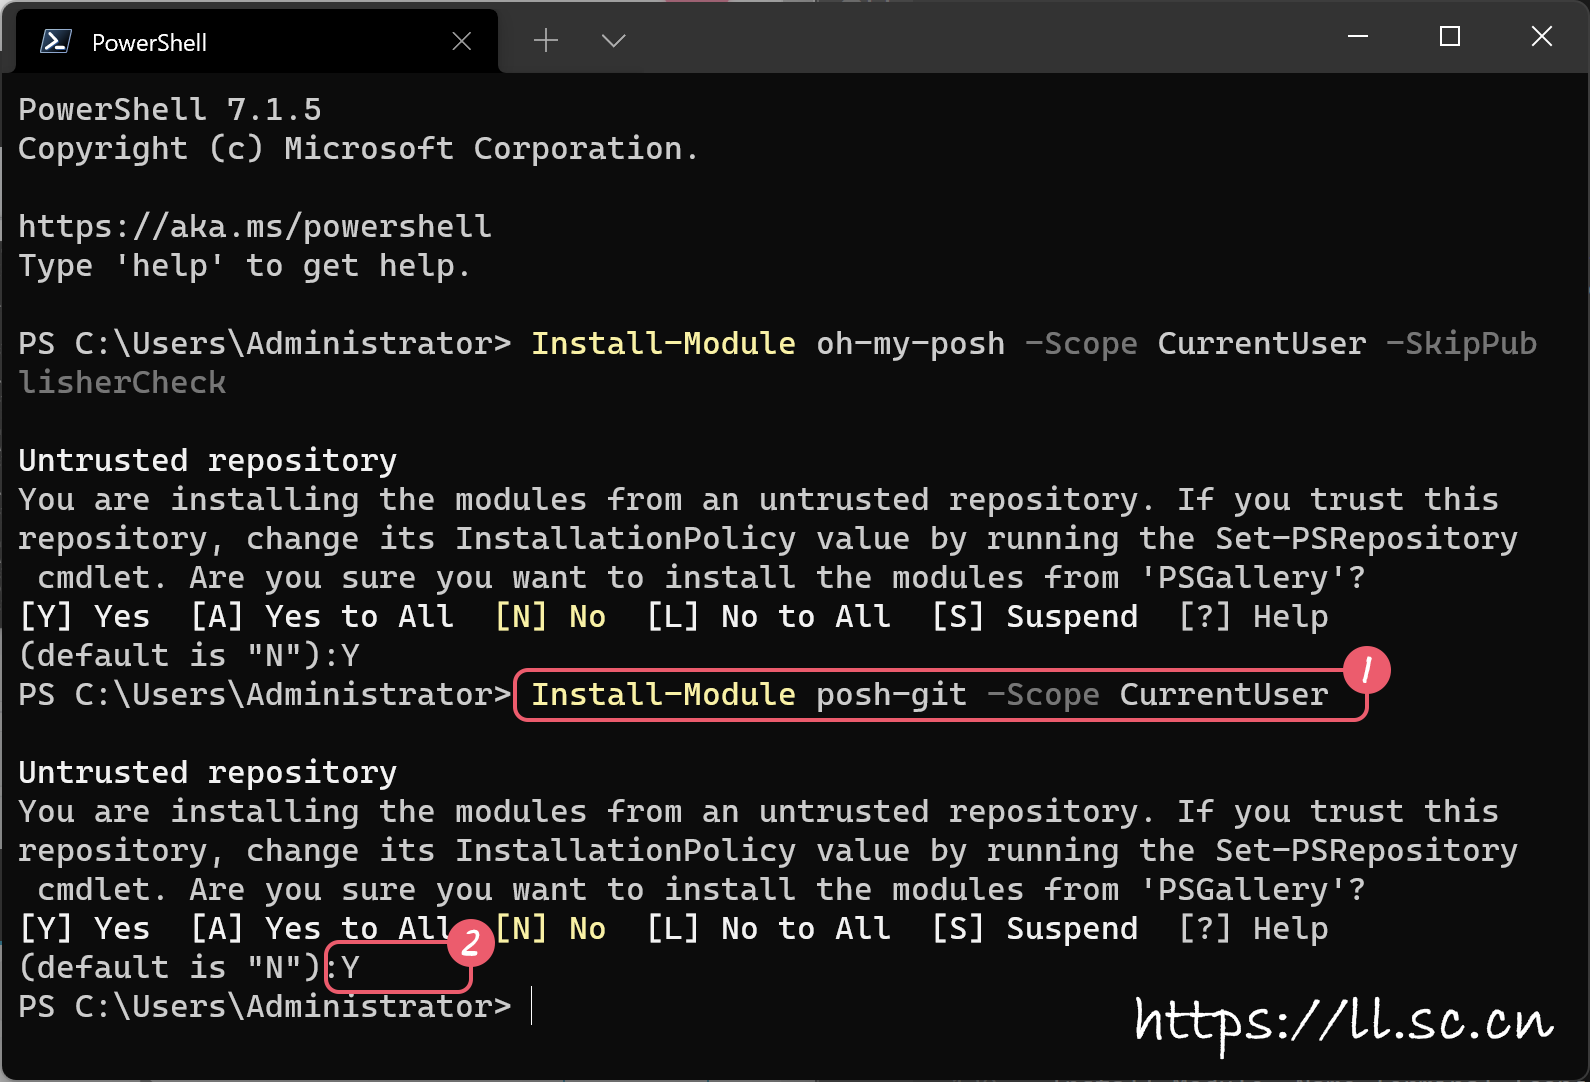 PowerShell
PowerShell 7.1.5
Copyright (c) Microsoft Corporation.
https://aka.ms/powershell
Type 'help' to get help.
PS C:\Users\Administrator> Install-Module oh-my-posh -Scope CurrentUser -SkipPub
lisherCheck
Untrusted repository
You are installing the modules from an untrusted repository. If you trust this
repository, change its InstallationPolicy value by running the Set-PSRepository
 cmdlet. Are you sure you want to install the modules from 'PSGallery'?
[Y] Yes  [A] Yes to All  [N] No  [L] No to All  [S] Suspend  [?] Help
(default is "N"):Y
PS C:\Users\Administrator> Install-Module posh-git -Scope CurrentUser
1
Untrusted repository
You are installing the modules from an untrusted repository. If you trust this
repository, change its InstallationPolicy value by running the Set-PSRepository
 cmdlet. Are you sure you want to install the modules from 'PSGallery'?
[Y] Yes  [A] Yes to All  [N] No  [L] No to All  [S] Suspend  [?] Help
2
(default is "N"):Y
PS C:\Users\Administrator>
https://ll.sc.cn